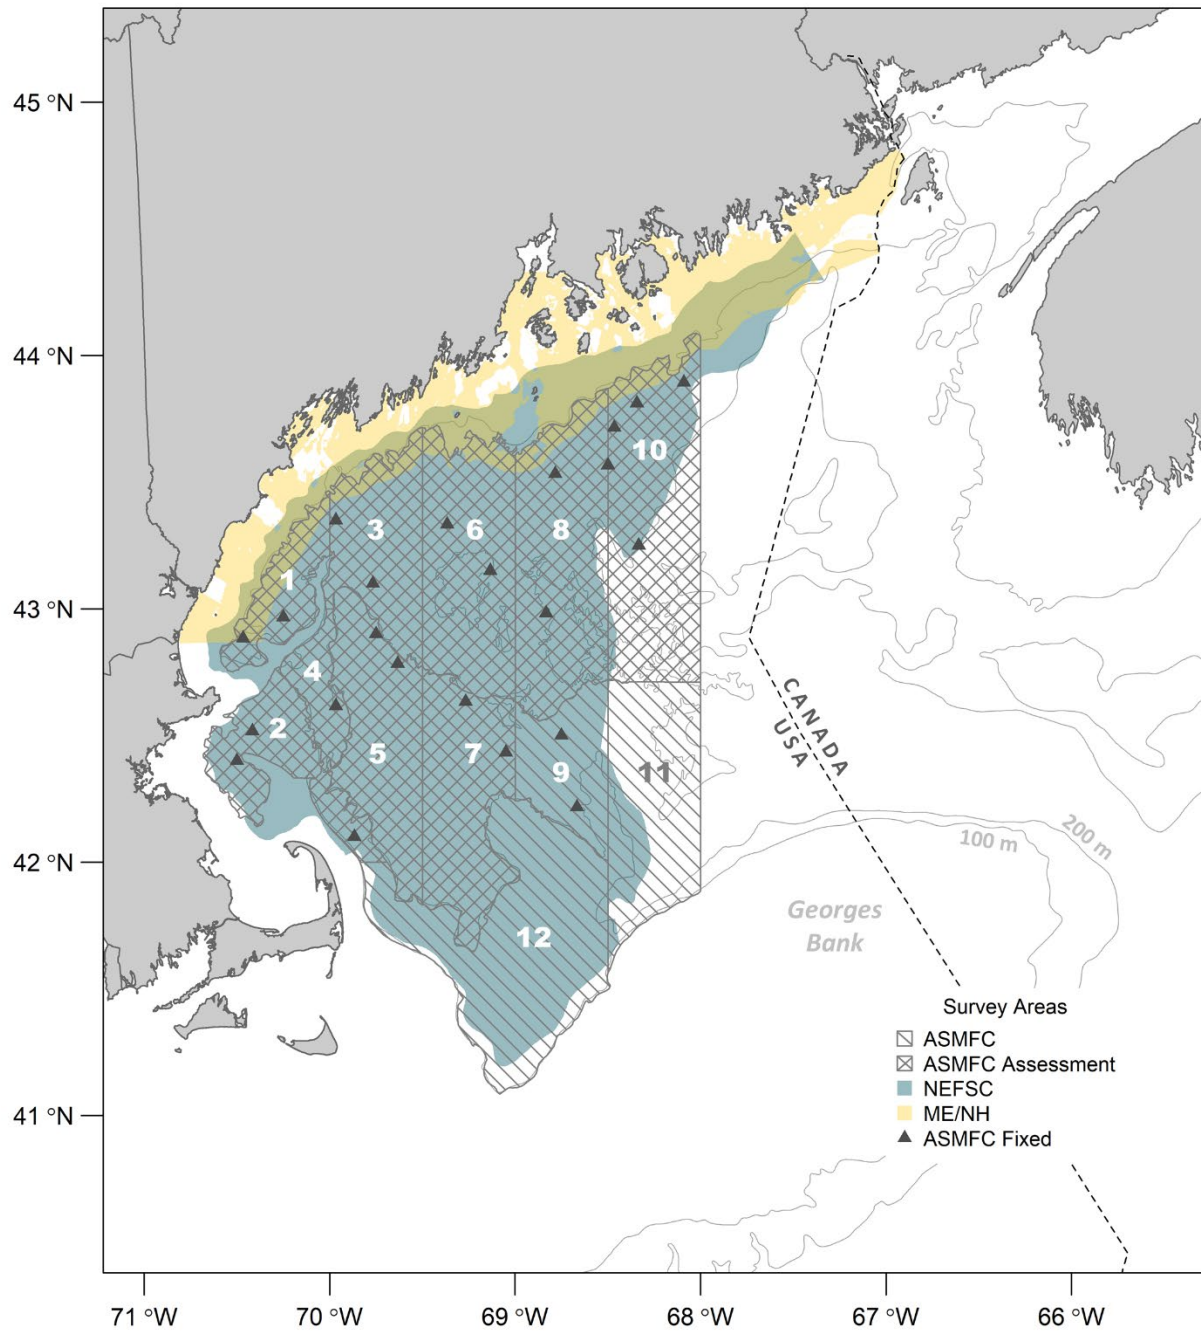 45 °N
44 °N
10
3
6
8
1
43 °N
4
CANADA
USA
2
5
7
9
11
42 °N
100 m
200 m
Georges
Bank
12
Survey Areas
ASMFC
ASMFC Assessment
NEFSC
41 °N
ME/NH
ASMFC Fixed
71 °W
70 °W
69 °W
68 °W
67 °W
66 °W